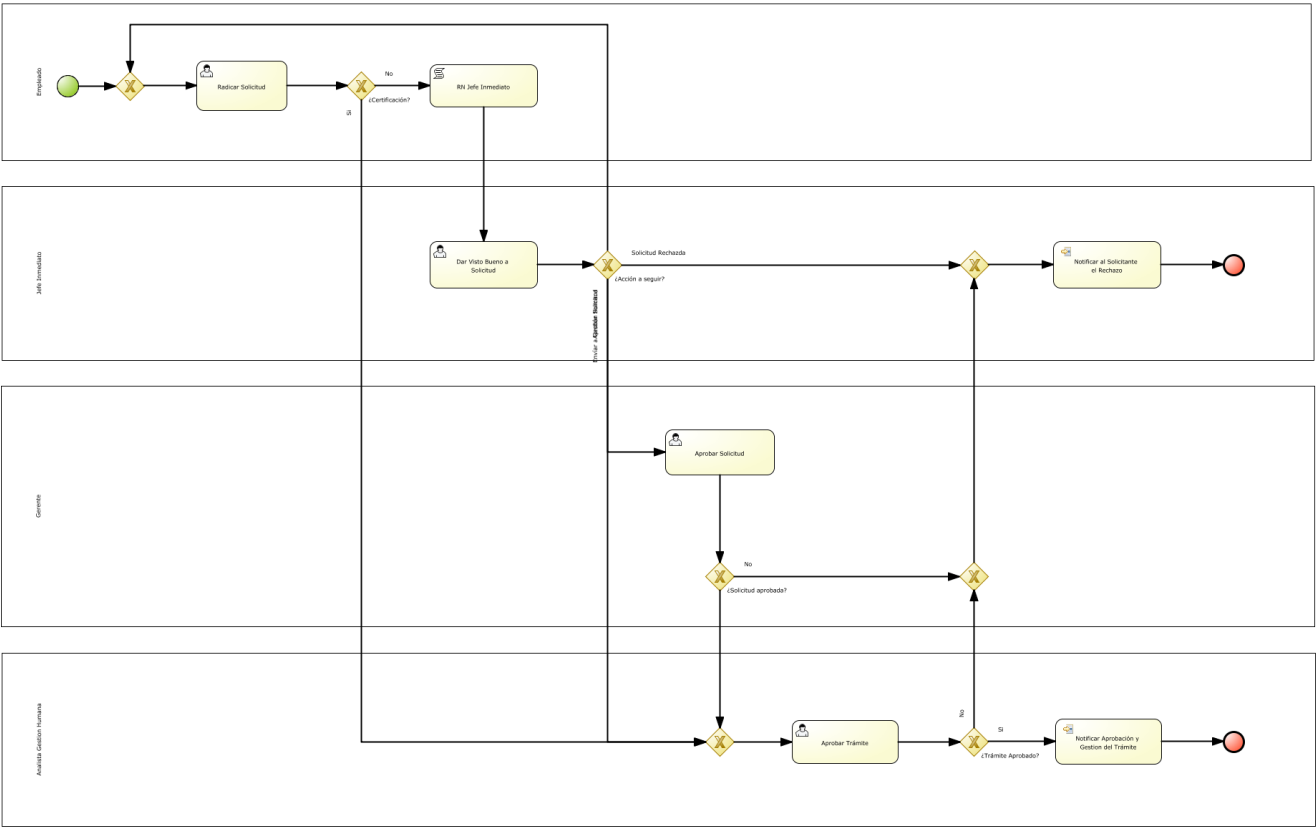 Empleado
Radicar Solicitud
No
¿Certificación?
Si
RN Jefe Inmediato
Jefe Inmediato
Dar Visto Bueno a
Solicitud
Solicitud Rechazda
¿Acción a seguir?
Enviar a
Notificar al Solicitante
el Rechazo
Gerente
Aprobar Solicitud
No
¿Solicitud aprobada?
Analista Gestion Humana
Aprobar Trámite
No
Si
¿Trámite Aprobado?
Notificar Aprobación y
Gestion del Trámite